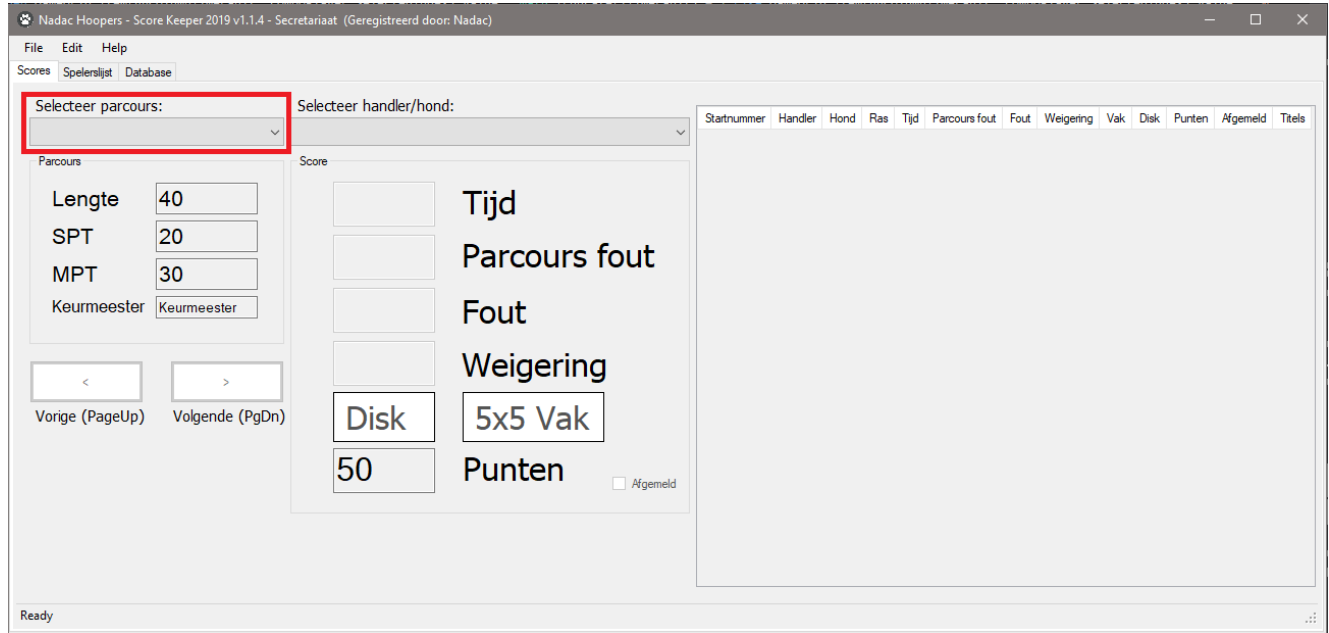 Nadac Hoopers - Score Keeper 2019 v1.1.4 - Secretariaat (Geregistreerd door: Nadac)
File Edit Help
Scores Spelerslijst Database
Selecteer parcours:
Selecteer handler/hond:
Startnummer Handler Hond Ras Tijd Parcours fout Fout Weigering Vak Disk Punten Afgemeld Titels
Parcours
Lengte 40
SPT 20
MPT 30
Keurmeester Keurmeester
<
>
Vorige (PageUp)
Volgende (PgDn)
Score
Tijd
Parcours fout
Fout
Weigering
Disk 5x5 Vak
50 Punten
Afgemeld
Ready